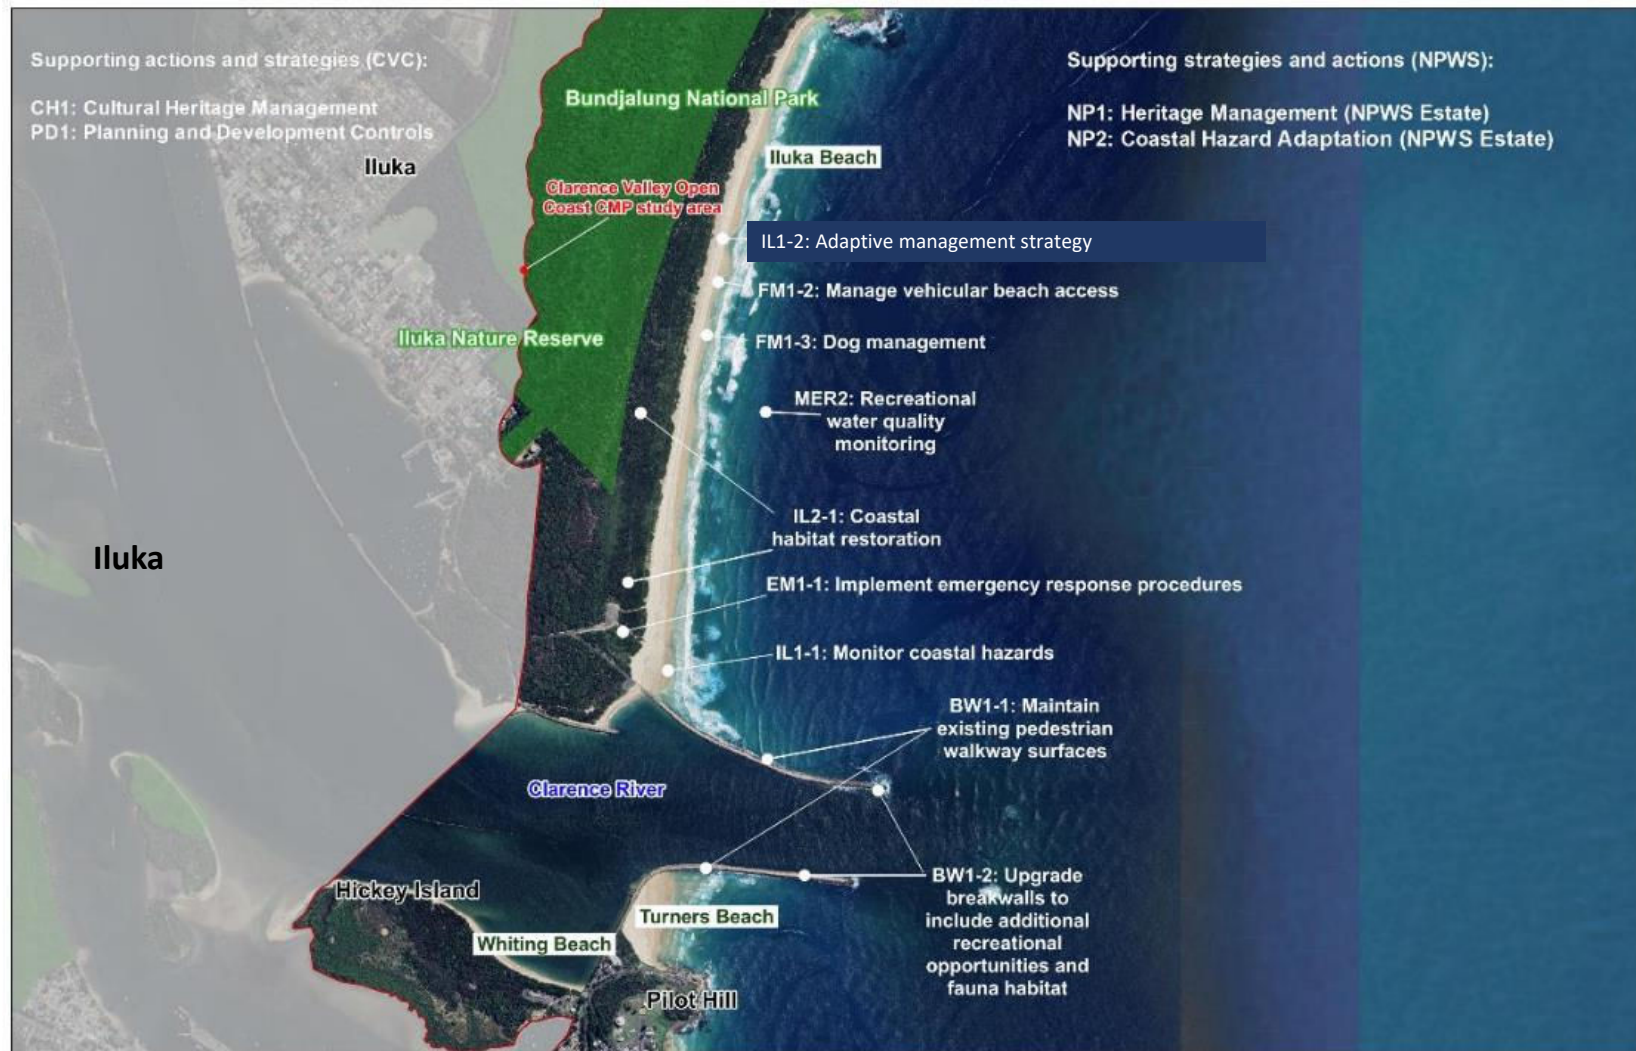 Supporting actions and strategies (CVC):
CH1: Cultural Heritage Management
PD1: Planning and Development Controls
Supporting strategies and actions (NPWS):
NP1: Heritage Management (NPWS Estate)
NP2: Coastal Hazard Adaptation (NPWS Estate)
Bundjalung National Park
Iluka
Iluka Beach
Clarence Valley Open
Coast CMP study area
IL1-2: Adaptive management strategy
FM1-2: Manage vehicular beach access
Iluka Nature Reserve
FM1-3: Dog management
MER2: Recreational
water quality
monitoring
IL2-1: Coastal
habitat restoration
Iluka
EM1-1: Implement emergency response procedures
IL1-1: Monitor coastal hazards
BW1-1: Maintain
existing pedestrian
walkway surfaces
Clarence River
BW1-2: Upgrade
breakwalls to
include additional
recreational
opportunities and
fauna habitat
Hickey Island
Turners Beach
Whiting Beach
Pilot Hill